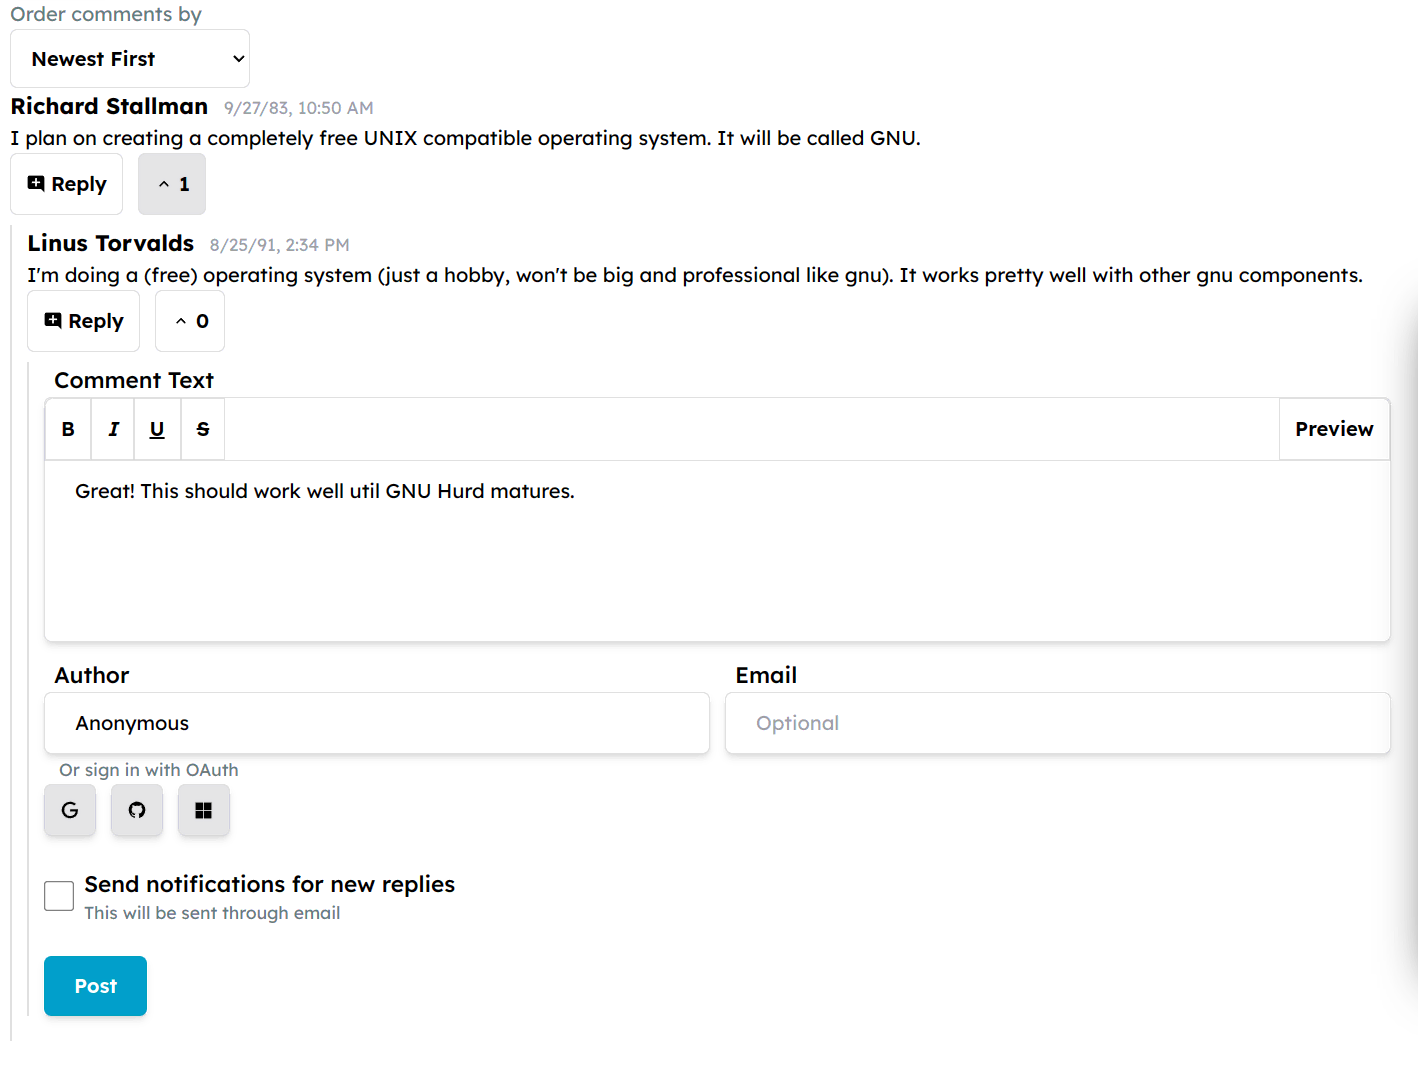 Order comments by
Newest First
Richard Stallman 9/27/83, 10:50 AM
I plan on creating a completely free UNIX compatible operating system. It will be called GNU.
Reply 1
Linus Torvalds 8/25/91, 2:34 PM
I'm doing a (free) operating system (just a hobby, won't be big and professional like gnu). It works pretty well with other gnu components.
Reply 0
Comment Text
B I U S Preview
Great! This should work well util GNU Hurd matures.
Author Email
Anonymous Optional
Or sign in with OAuth
Send notifications for new replies
This will be sent through email
Post